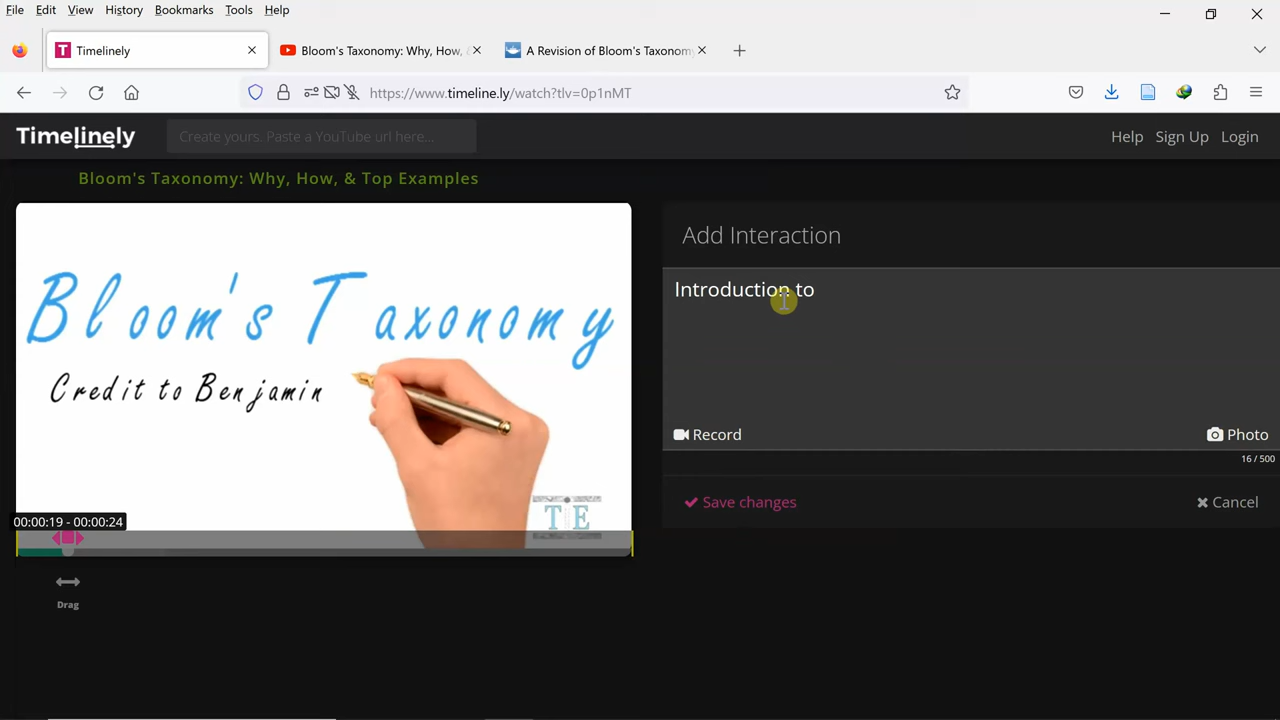 File Edit View History Bookmarks Tools Help
Timelinely
Bloom's Taxonomy: Why, How,
A Revision of Bloom's Taxonomy
https://www.timeline.ly/watch?tlv=0p1nMT
Timelinely
Create yours. Paste a YouTube url here...
Help Sign Up Login
Bloom's Taxonomy: Why, How, & Top Examples
Bloom's Taxonomy
Credit to Benjamin
TE
00:00:19 - 00:00:24
Drag
Add Interaction
Introduction to
Record
Photo
16 / 500
Save changes
Cancel